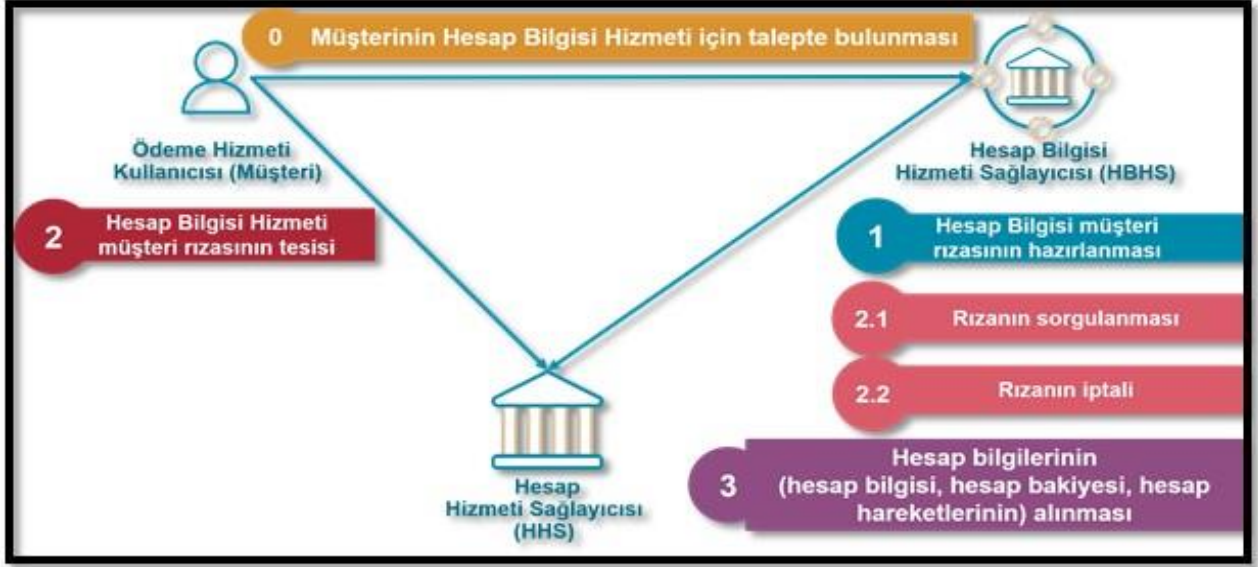 0 Müşterinin Hesap Bilgisi Hizmeti için talepte bulunması
Ödeme Hizmeti
Kullanıcısı (Müşteri)
Hesap Bilgisi
Hizmeti Sağlayıcısı (HBHS)
2 Hesap Bilgisi Hizmeti
müşteri rızasının tesisi
1 Hesap Bilgisi müşteri
rızasının hazırlanması
2.1 Rızanın sorgulanması
2.2 Rızanın iptali
Hesap
Hizmeti Sağlayıcısı
(HHS)
3 Hesap bilgilerinin
(hesap bilgisi, hesap bakiyesi, hesap
hareketlerinin) alınması